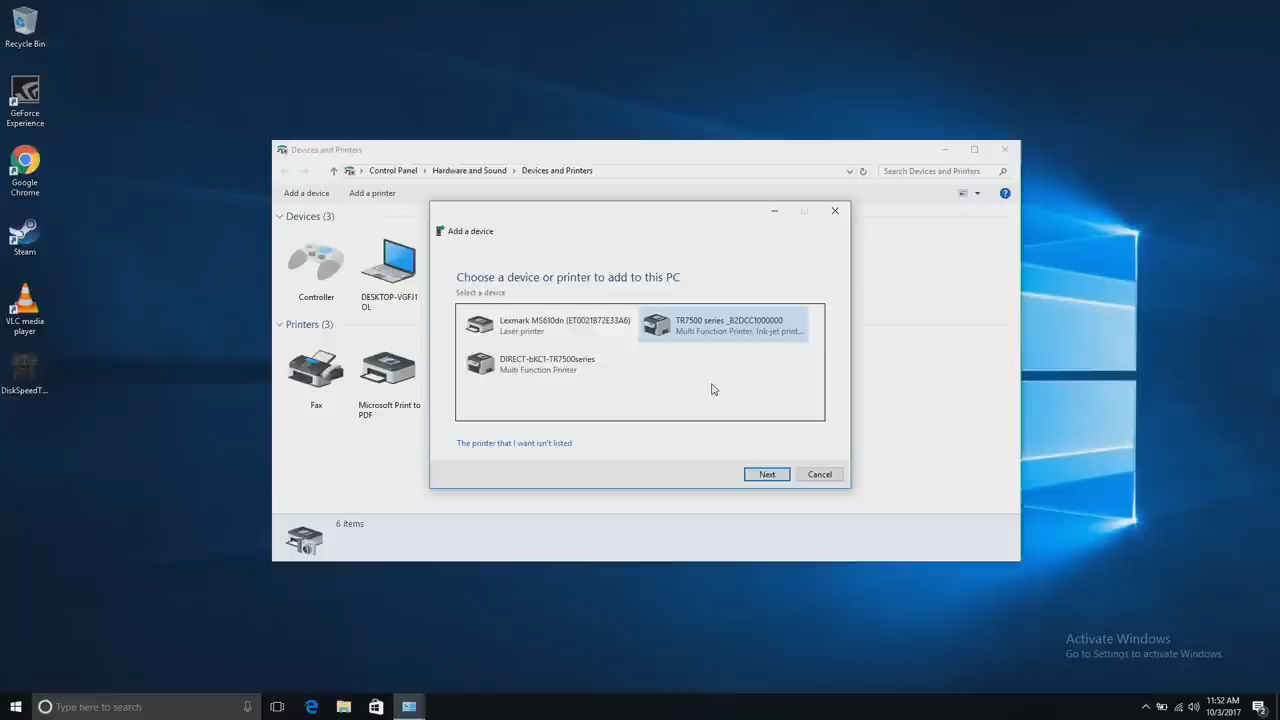 Recycle Bin
GeForce
Experience
Google
Chrome
Steam
VLC media
player
DiskSpeedT...
Devices and Printers
Control Panel › Hardware and Sound › Devices and Printers
Search Devices and Printers
Add a device
Add a printer
?
Devices (3)
Controller
DESKTOP-VGFJ1
OL
Printers (3)
Fax
Microsoft Print to
PDF
6 items
Add a device
Choose a device or printer to add to this PC
Select a device
Lexmark MS610dn (ET0021B72E33A6)
Laser printer
TR7500 series _B2DCC1000000
Multi Function Printer, Ink-jet print...
DIRECT-bKC1-TR7500series
Multi Function Printer
The printer that I want isn't listed
Next
Cancel
Activate Windows
Go to Settings to activate Windows.
Type here to search
11:52 AM
10/3/2017
2